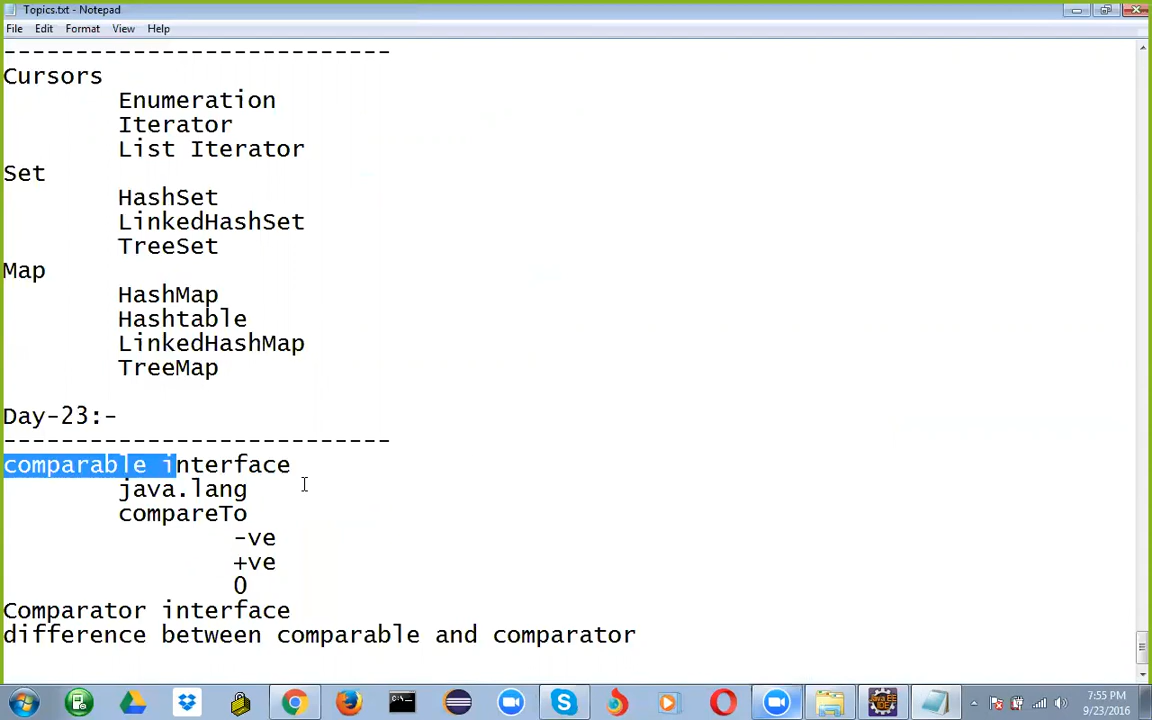 Topics.txt - Notepad
File Edit Format View Help
---------------------------
Cursors
Enumeration
Iterator
List Iterator
Set
HashSet
LinkedHashSet
TreeSet
Map
HashMap
Hashtable
LinkedHashMap
TreeMap
Day-23:-
---------------------------
comparable interface
java.lang
compareTo
-ve
+ve
0
Comparator interface
difference between comparable and comparator
7:55 PM
9/23/2016